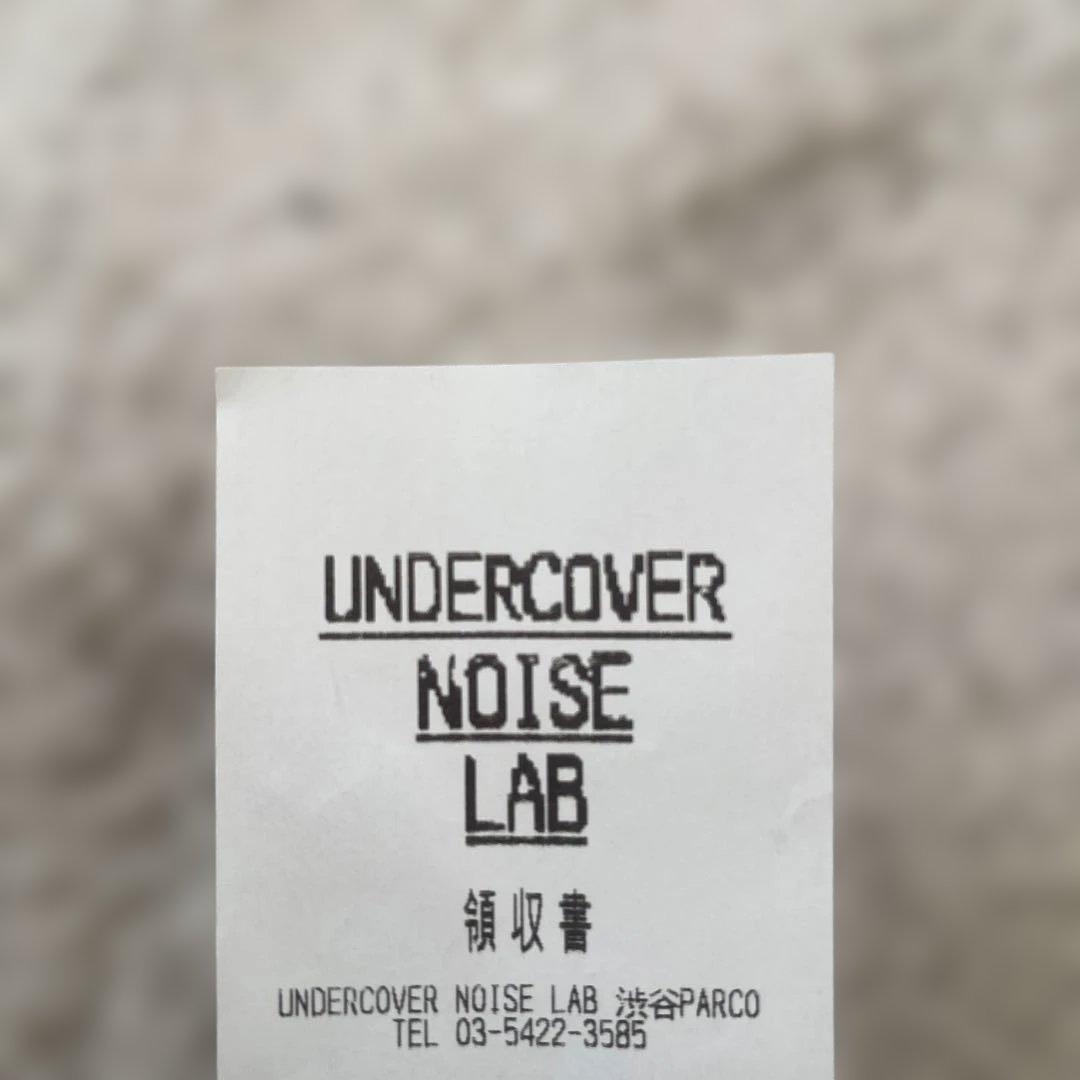 UNDERCOVER
NOISE
LAB
領収書
UNDERCOVER NOISE LAB 渋谷PARCO
TEL 03-5422-3585